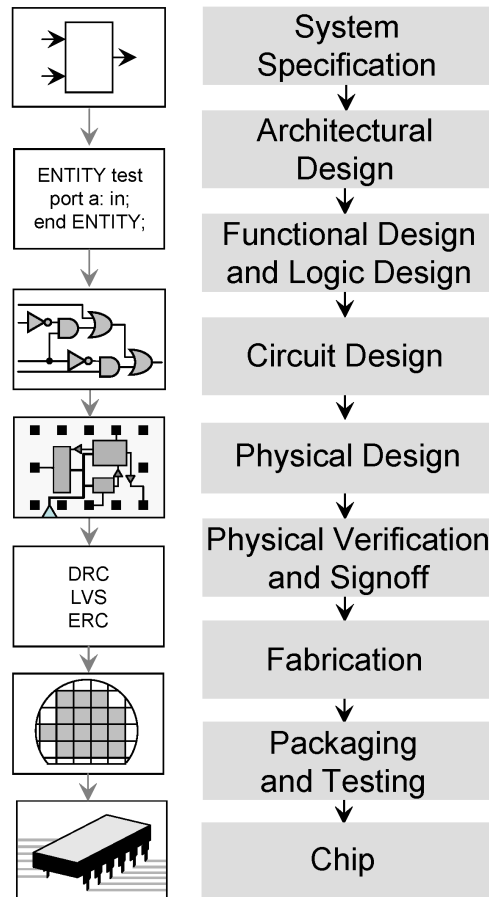 System
Specification
Architectural
Design
ENTITY test
port a: in;
end ENTITY;
Functional Design
and Logic Design
Circuit Design
Physical Design
Physical Verification
and Signoff
DRC
LVS
ERC
Fabrication
Packaging
and Testing
Chip